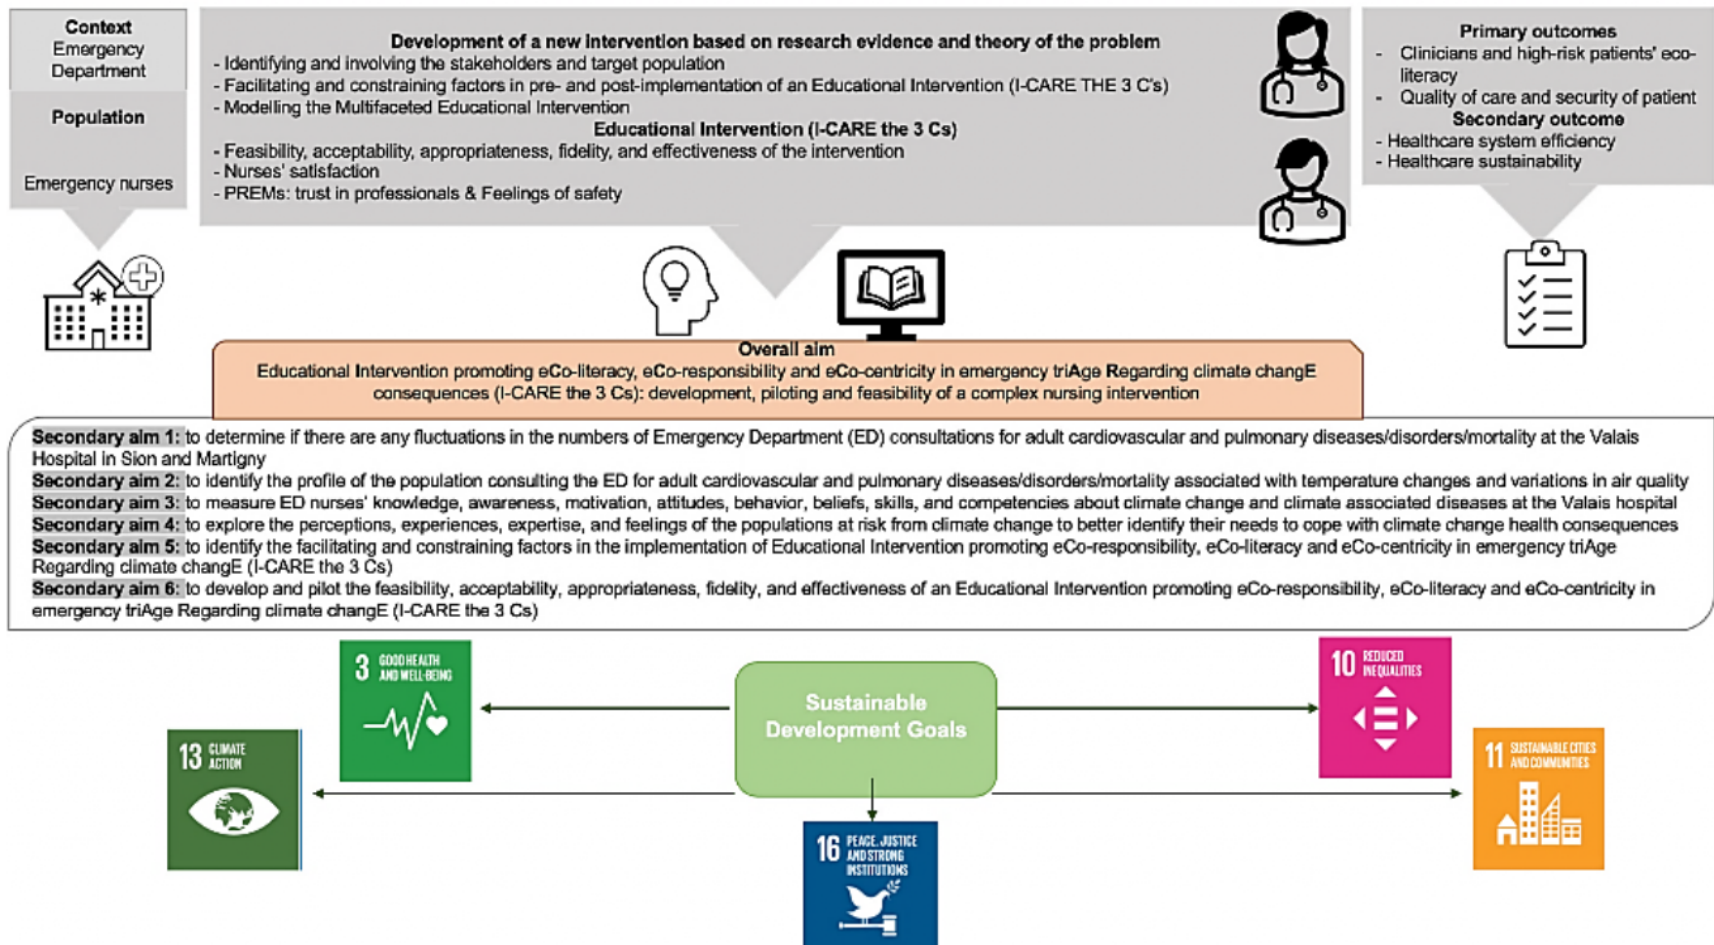 Context
Emergency
Department
Population
Emergency nurses
Development of a new Intervention based on research evidence and theory of the problem
- Identifying and involving the stakeholders and target population
- Facilitating and constraining factors in pre- and post-implementation of an Educational Intervention (I-CARE THE 3 C's)
- Modelling the Multifaceted Educational Intervention
Educational Intervention (I-CARE the 3 Cs)
- Feasibility, acceptability, appropriateness, fidelity, and effectiveness of the intervention
- Nurses' satisfaction
- PREMs: trust in professionals & Feelings of safety
Primary outcomes
- Clinicians and high-risk patients' eco-
literacy
- Quality of care and security of patient
Secondary outcome
- Healthcare system efficiency
- Healthcare sustainability
Overall aim
Educational Intervention promoting eCo-literacy, eCo-responsibility and eCo-centricity in emergency triAge Regarding climate changE
consequences (I-CARE the 3 Cs): development, piloting and feasibility of a complex nursing intervention
Secondary aim 1: to determine if there are any fluctuations in the numbers of Emergency Department (ED) consultations for adult cardiovascular and pulmonary diseases/disorders/mortality at the Valais
Hospital in Sion and Martigny
Secondary aim 2: to identify the profile of the population consulting the ED for adult cardiovascular and pulmonary diseases/disorders/mortality associated with temperature changes and variations in air quality
Secondary aim 3: to measure ED nurses' knowledge, awareness, motivation, attitudes, behavior, beliefs, skills, and competencies about climate change and climate associated diseases at the Valais hospital
Secondary aim 4: to explore the perceptions, experiences, expertise, and feelings of the populations at risk from climate change to better identify their needs to cope with climate change health consequences
Secondary aim 5: to identify the facilitating and constraining factors in the implementation of Educational Intervention promoting eCo-responsibility, eCo-literacy and eCo-centricity in emergency triAge
Regarding climate changE (I-CARE the 3 Cs)
Secondary aim 6: to develop and pilot the feasibility, acceptability, appropriateness, fidelity, and effectiveness of an Educational Intervention promoting eCo-responsibility, eCo-literacy and eCo-centricity in
emergency triAge Regarding climate changE (I-CARE the 3 Cs)
3 GOOD HEALTH
AND WELL-BEING
Sustainable
Development Goals
10 REDUCED
INEQUALITIES
13 CLIMATE
ACTION
11 SUSTAINABLE CITIES
AND COMMUNITIES
16 PEACE, JUSTICE
AND STRONG
INSTITUTIONS